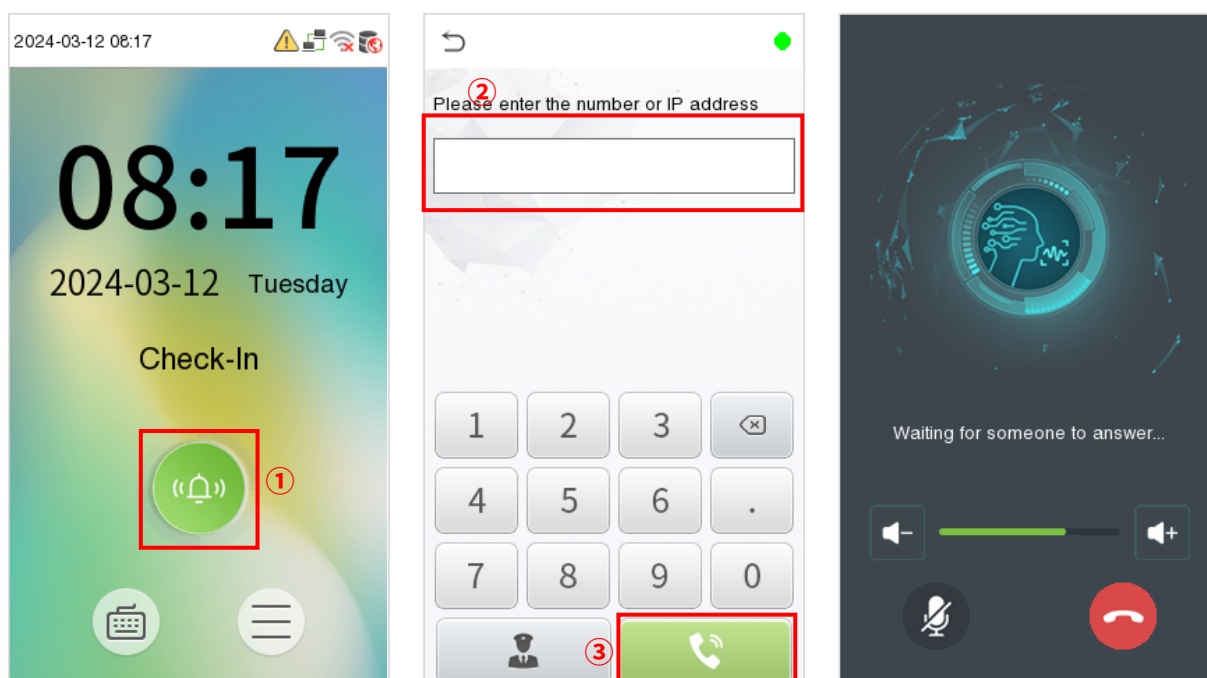 2024-03-12 08:17
08:17
2024-03-12 Tuesday
Check-In
①
②
Please enter the number or IP address
1 2 3
4 5 6 .
7 8 9 0
③
Waiting for someone to answer...